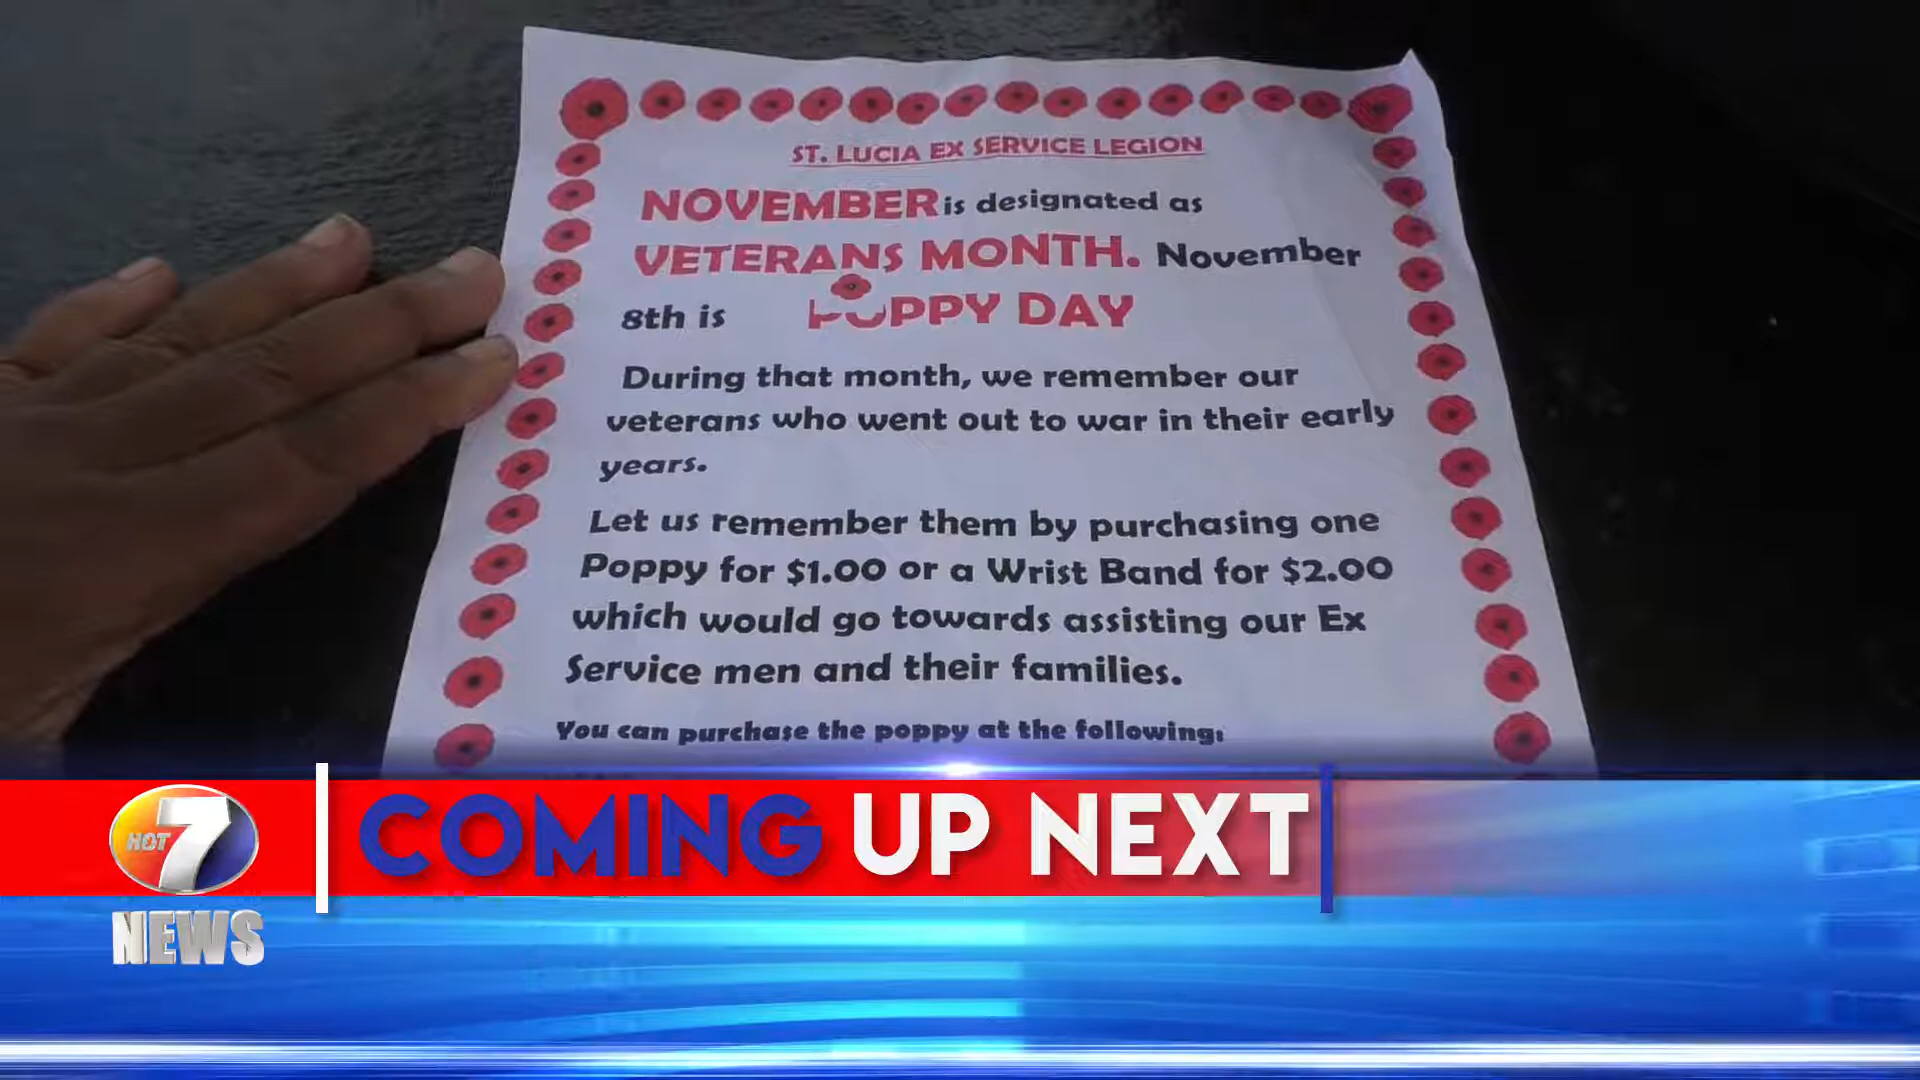 ST. LUCIA EX SERVICE LEGION
NOVEMBER is designated as
VETERANS MONTH. November
8th is POPPY DAY
During that month, we remember our
veterans who went out to war in their early
years.
Let us remember them by purchasing one
Poppy for $1.00 or a Wrist Band for $2.00
which would go towards assisting our Ex
Service men and their families.
You can purchase the poppy at the following:
HOT 7
NEWS
COMING UP NEXT